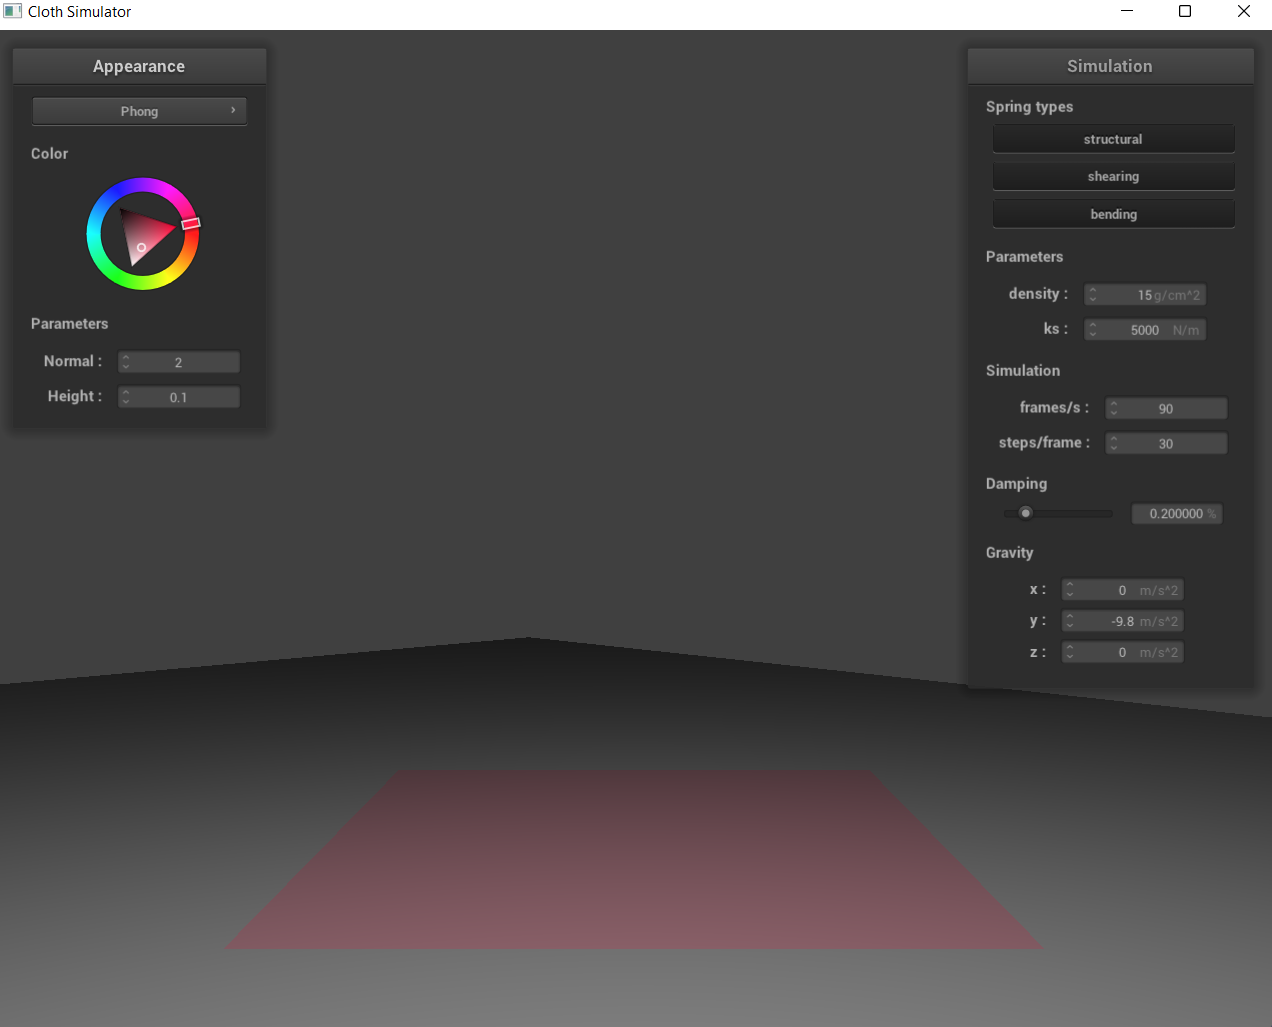 Cloth Simulator
Appearance
Phong
Color
Parameters
Normal : 2
Height : 0.1
Simulation
Spring types
structural
shearing
bending
Parameters
density : 15 g/cm^2
ks : 5000 N/m
Simulation
frames/s : 90
steps/frame : 30
Damping
0.200000 %
Gravity
x : 0 m/s^2
y : -9.8 m/s^2
z : 0 m/s^2